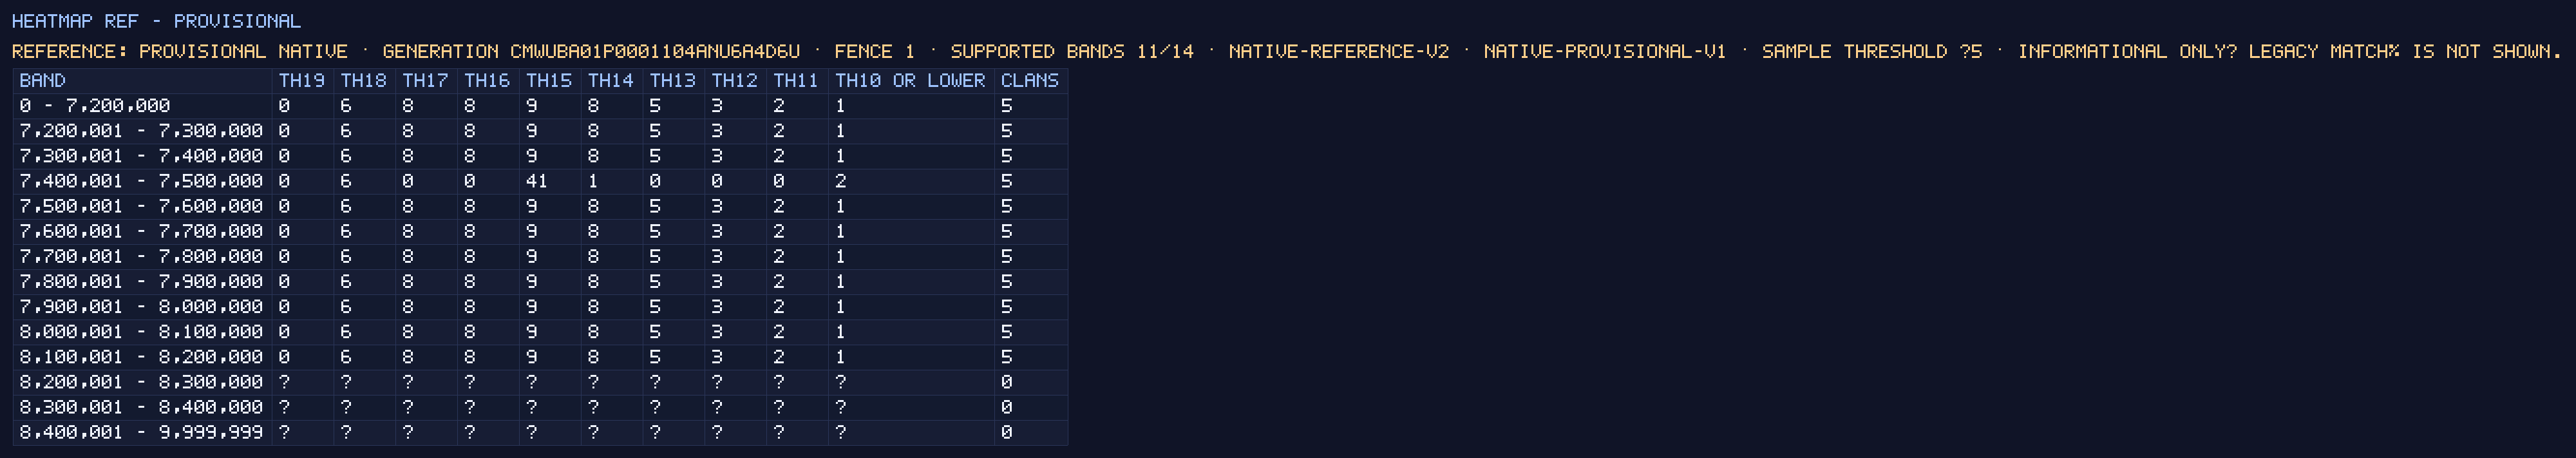 HEATMAP REF - PROVISIONAL
REFERENCE: PROVISIONAL NATIVE · GENERATION CMWUBA01P0001104ANU6A4D6U · FENCE 1 · SUPPORTED BANDS 11/14 · NATIVE-REFERENCE-V2 · NATIVE-PROVISIONAL-V1 · SAMPLE THRESHOLD ?5 · INFORMATIONAL ONLY? LEGACY MATCH% IS NOT SHOWN.
BAND TH19 TH18 TH17 TH16 TH15 TH14 TH13 TH12 TH11 TH10 OR LOWER CLANS
0 - 7,200,000 0 6 8 8 9 8 5 3 2 1 5
7,200,001 - 7,300,000 0 6 8 8 9 8 5 3 2 1 5
7,300,001 - 7,400,000 0 6 8 8 9 8 5 3 2 1 5
7,400,001 - 7,500,000 0 6 0 0 41 1 0 0 0 2 5
7,500,001 - 7,600,000 0 6 8 8 9 8 5 3 2 1 5
7,600,001 - 7,700,000 0 6 8 8 9 8 5 3 2 1 5
7,700,001 - 7,800,000 0 6 8 8 9 8 5 3 2 1 5
7,800,001 - 7,900,000 0 6 8 8 9 8 5 3 2 1 5
7,900,001 - 8,000,000 0 6 8 8 9 8 5 3 2 1 5
8,000,001 - 8,100,000 0 6 8 8 9 8 5 3 2 1 5
8,100,001 - 8,200,000 0 6 8 8 9 8 5 3 2 1 5
8,200,001 - 8,300,000 ? ? ? ? ? ? ? ? ? ? 0
8,300,001 - 8,400,000 ? ? ? ? ? ? ? ? ? ? 0
8,400,001 - 9,999,999 ? ? ? ? ? ? ? ? ? ? 0